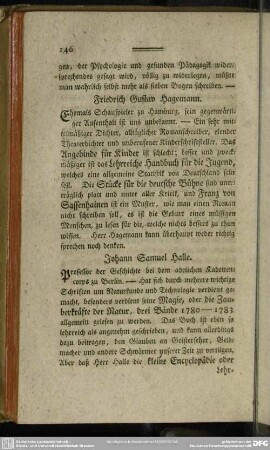 146
gen, der Psychologie und gesunden Pädagogik wider-
sprechendes gesagt wird, völlig zu widerlegen, müßte
man wahrlich selbst mehr als sieben Bogen schreiben. —
Friedrich Gustav Hagemann.
Ehemals Schauspieler zu Hamburg, sein gegenwärti-
ger Aufenthalt ist uns unbekannt. — Ein sehr mit-
telmäßiger Dichter, alltäglicher Romanschreiber, elender
Theaterdichter und unberufener Kinderschriftsteller. Das
Angebinde für Kinder ist schlecht; besser und zweck-
mäßiger ist das Lehrreiche Handbuch für die Jugend,
welches eine allgemeine Statistik von Deutschland sein
soll. Die Stücke für die deutsche Bühne sind uner-
träglich platt und unter aller Kritik, und Franz von
Sassenhainen ist ein Muster, wie man einen Roman
nicht schreiben soll, es ist die Geburt eines müßigen
Menschen, zu lesen für die, welche nichts bessers zu thun
wissen. Herr Hagemann kann überhaupt weder richtig
sprechen noch denken.
Johann Samuel Halle.
Professor der Geschichte bei dem adelichen Kadetten-
corps zu Berlin. — Hat sich durch mehrere wichtige
Schriften um Naturkunde und Technologie verdient ge-
macht, besonders verdient seine Magie, oder die Zau-
berkräfte der Natur, drei Bände 1780—1783
allgemein gelesen zu werden. Das Buch ist eben so
lehrreich als angenehm geschrieben, und kann allerdings
dazu beitragen, den Glauben an Geisterseher, Gold-
macher und andere Schwärmer unserer Zeit zu vertilgen.
Aber daß Herr Halle die kleine Encyclopädie oder
Lehr-